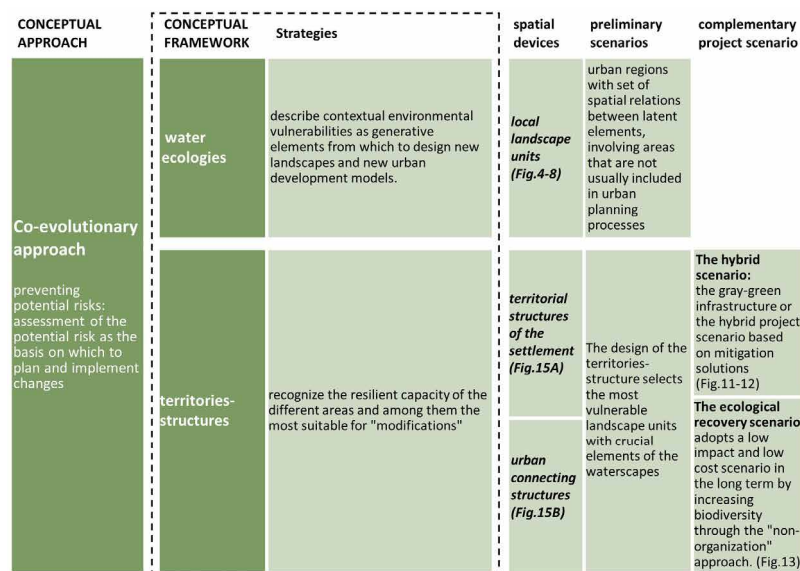 CONCEPTUAL
APPROACH
CONCEPTUAL
FRAMEWORK
Strategies
spatial
devices
preliminary
scenarios
complementary
project scenario
Co-evolutionary
approach
preventing
potential risks:
assessment of the
potential risk as the
basis on which to
plan and implement
changes
water
ecologies
describe contextual environmental
vulnerabilities as generative
elements from which to design new
landscapes and new urban
development models.
local
landscape
units
(Fig.4-8)
urban regions
with set of
spatial relations
between latent
elements,
involving areas
that are not
usually included
in urban
planning
processes
territories-
structures
recognize the resilient capacity of the
different areas and among them the
most suitable for "modifications"
territorial
structures
of the
settlement
(Fig.15A)
urban
connecting
structures
(Fig.15B)
The design of the
territories-
structure selects
the most
vulnerable
landscape units
with crucial
elements of the
waterscapes
The hybrid
scenario:
the gray-green
infrastructure or
the hybrid project
scenario based
on mitigation
solutions
(Fig.11-12)
The ecological
recovery scenario
adopts a low
impact and low
cost scenario in
the long term by
increasing
biodiversity
through the "non-
organization"
approach. (Fig.13)